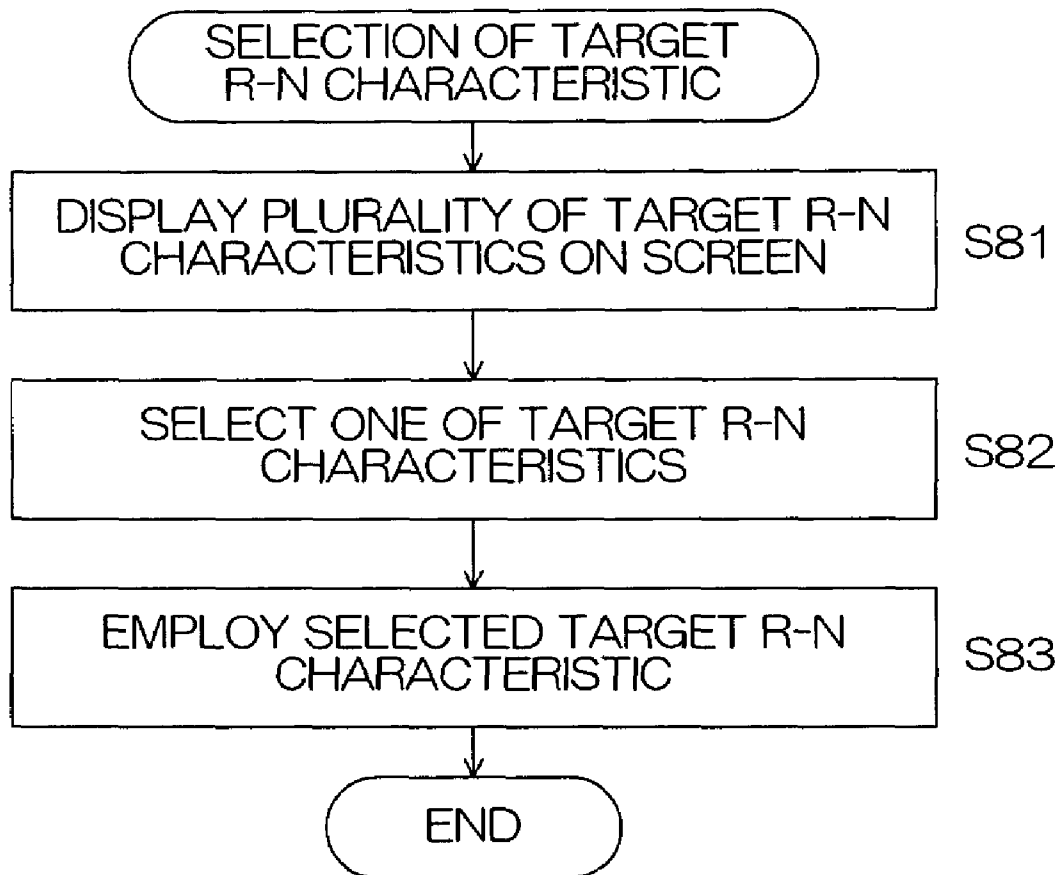 SELECTION OF TARGET
R-N CHARACTERISTIC
DISPLAY PLURALITY OF TARGET R-N
CHARACTERISTICS ON SCREEN
S81
SELECT ONE OF TARGET R-N
CHARACTERISTICS
S82
EMPLOY SELECTED TARGET R-N
CHARACTERISTIC
S83
END